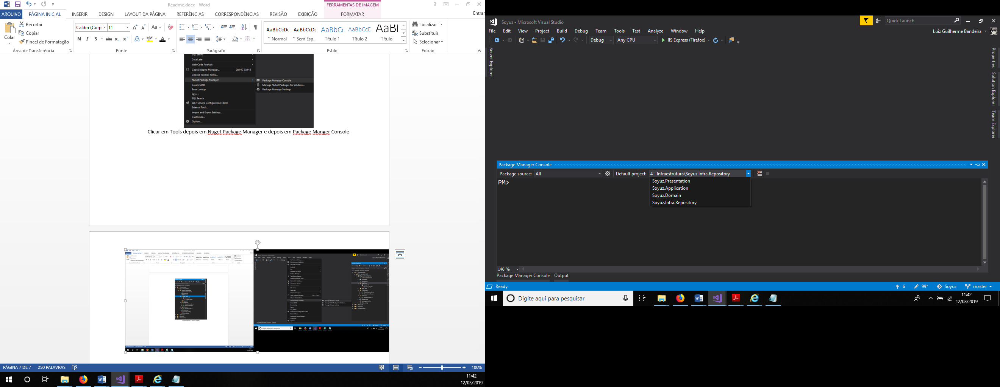 Readme.docx - Word
FERRAMENTAS DE IMAGEM
ARQUIVO
PÁGINA INICIAL
INSERIR
DESIGN
LAYOUT DA PÁGINA
REFERÊNCIAS
CORRESPONDÊNCIAS
REVISÃO
EXIBIÇÃO
FORMATAR
Entrar
Colar
Recortar
Copiar
Pincel de Formatação
Área de Transferência
Calibri (Corp
11
Fonte
Parágrafo
AaBbCcDc
¶ Normal
AaBbCcDc
¶ Sem Esp...
AaBbCc
Título 1
AaBbCcD
Título 2
AaBl
Título
Estilo
Localizar
Substituir
Selecionar
Edição
SQL Server
Data Lake
Web Code Analysis
Code Snippets Manager... Ctrl+K, Ctrl+B
Choose Toolbox Items...
NuGet Package Manager
Create GUID
Error Lookup
Spy++
SQL Search
WCF Service Configuration Editor
External Tools...
Import and Export Settings...
Customize...
Options...
Package Manager Console
Manage NuGet Packages for Solution...
Package Manager Settings
Clicar em Tools depois em Nuget Package Manager e depois em Package Manger Console
PÁGINA 7 DE 7
250 PALAVRAS
100%
11:42
12/03/2019
Soyuz - Microsoft Visual Studio
Quick Launch
File Edit View Project Build Debug Team Tools Test Analyze Window Help
Luiz Guilherme Bandeira
Debug
Any CPU
IIS Express (Firefox)
Server Explorer
Properties
Solution Explorer
Team Explorer
Package Manager Console
Package source: All
Default project: 4 - Infraestrutura\Soyuz.Infra.Repository
PM>
Soyuz.Presentation
Soyuz.Application
Soyuz.Domain
Soyuz.Infra.Repository
146 %
Package Manager Console
Output
Ready
6
99*
Soyuz
master
Digite aqui para pesquisar
11:42
12/03/2019